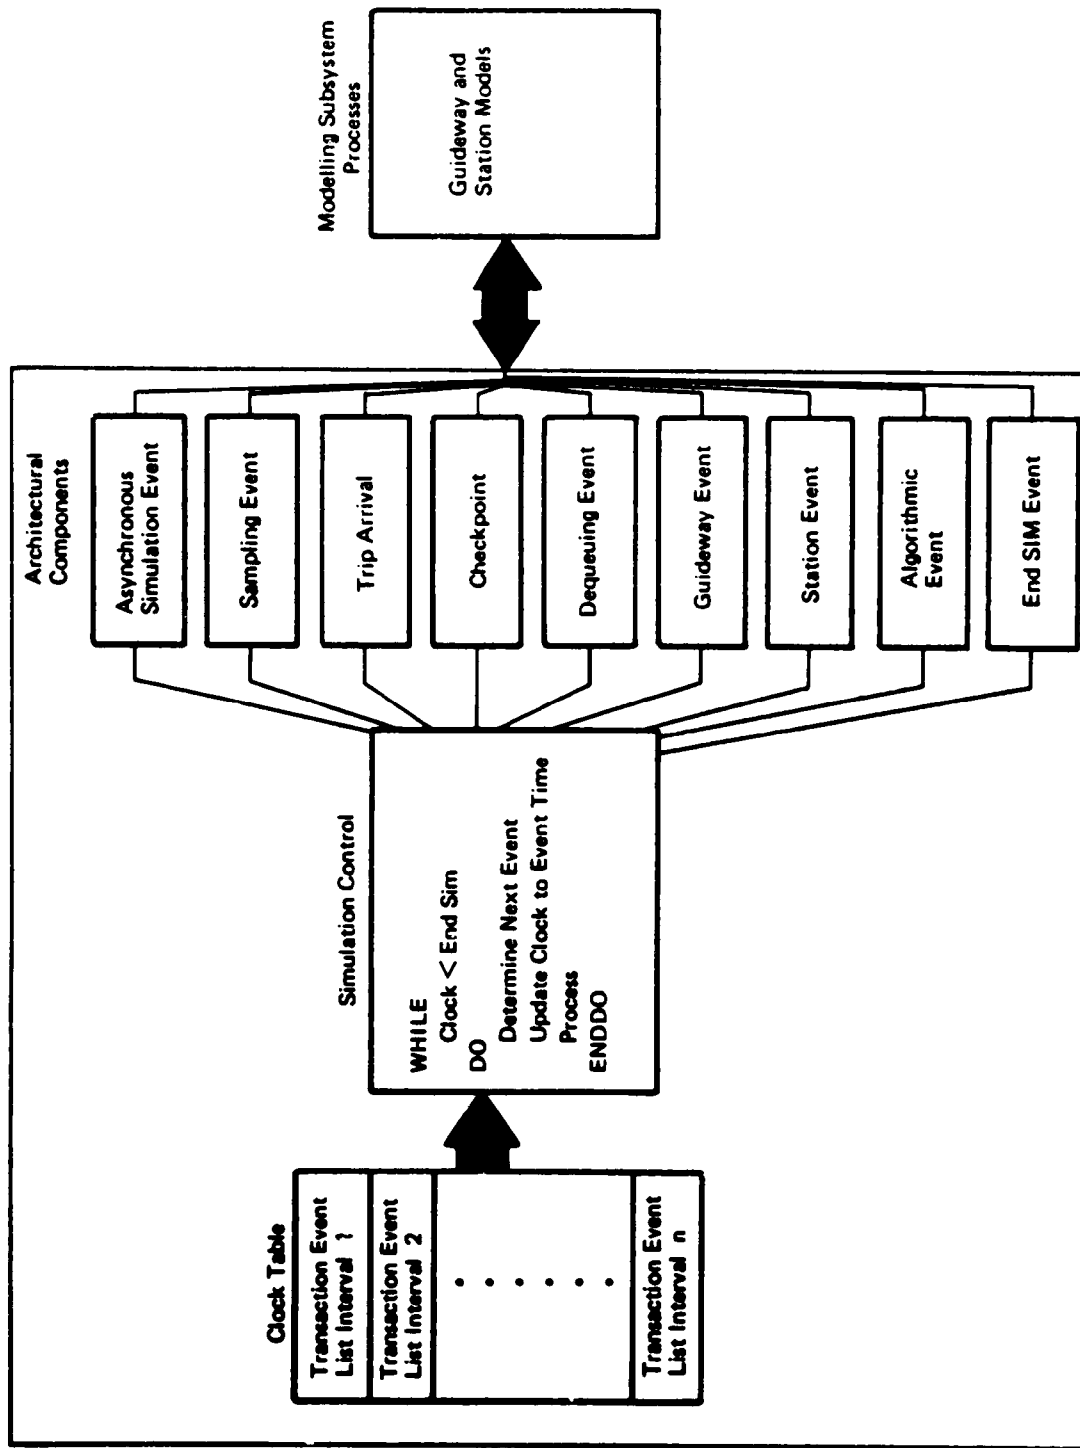 Clock Table
Transaction Event
List Interval 1
Transaction Event
List Interval 2
Transaction Event
List Interval n
Simulation Control
WHILE
Clock < End Sim
DO
Determine Next Event
Update Clock to Event Time
Process
ENDDO
Architectural
Components
Asynchronous
Simulation Event
Sampling Event
Trip Arrival
Checkpoint
Dequeuing Event
Guideway Event
Station Event
Algorithmic
Event
End SIM Event
Modelling Subsystem
Processes
Guideway and
Station Models